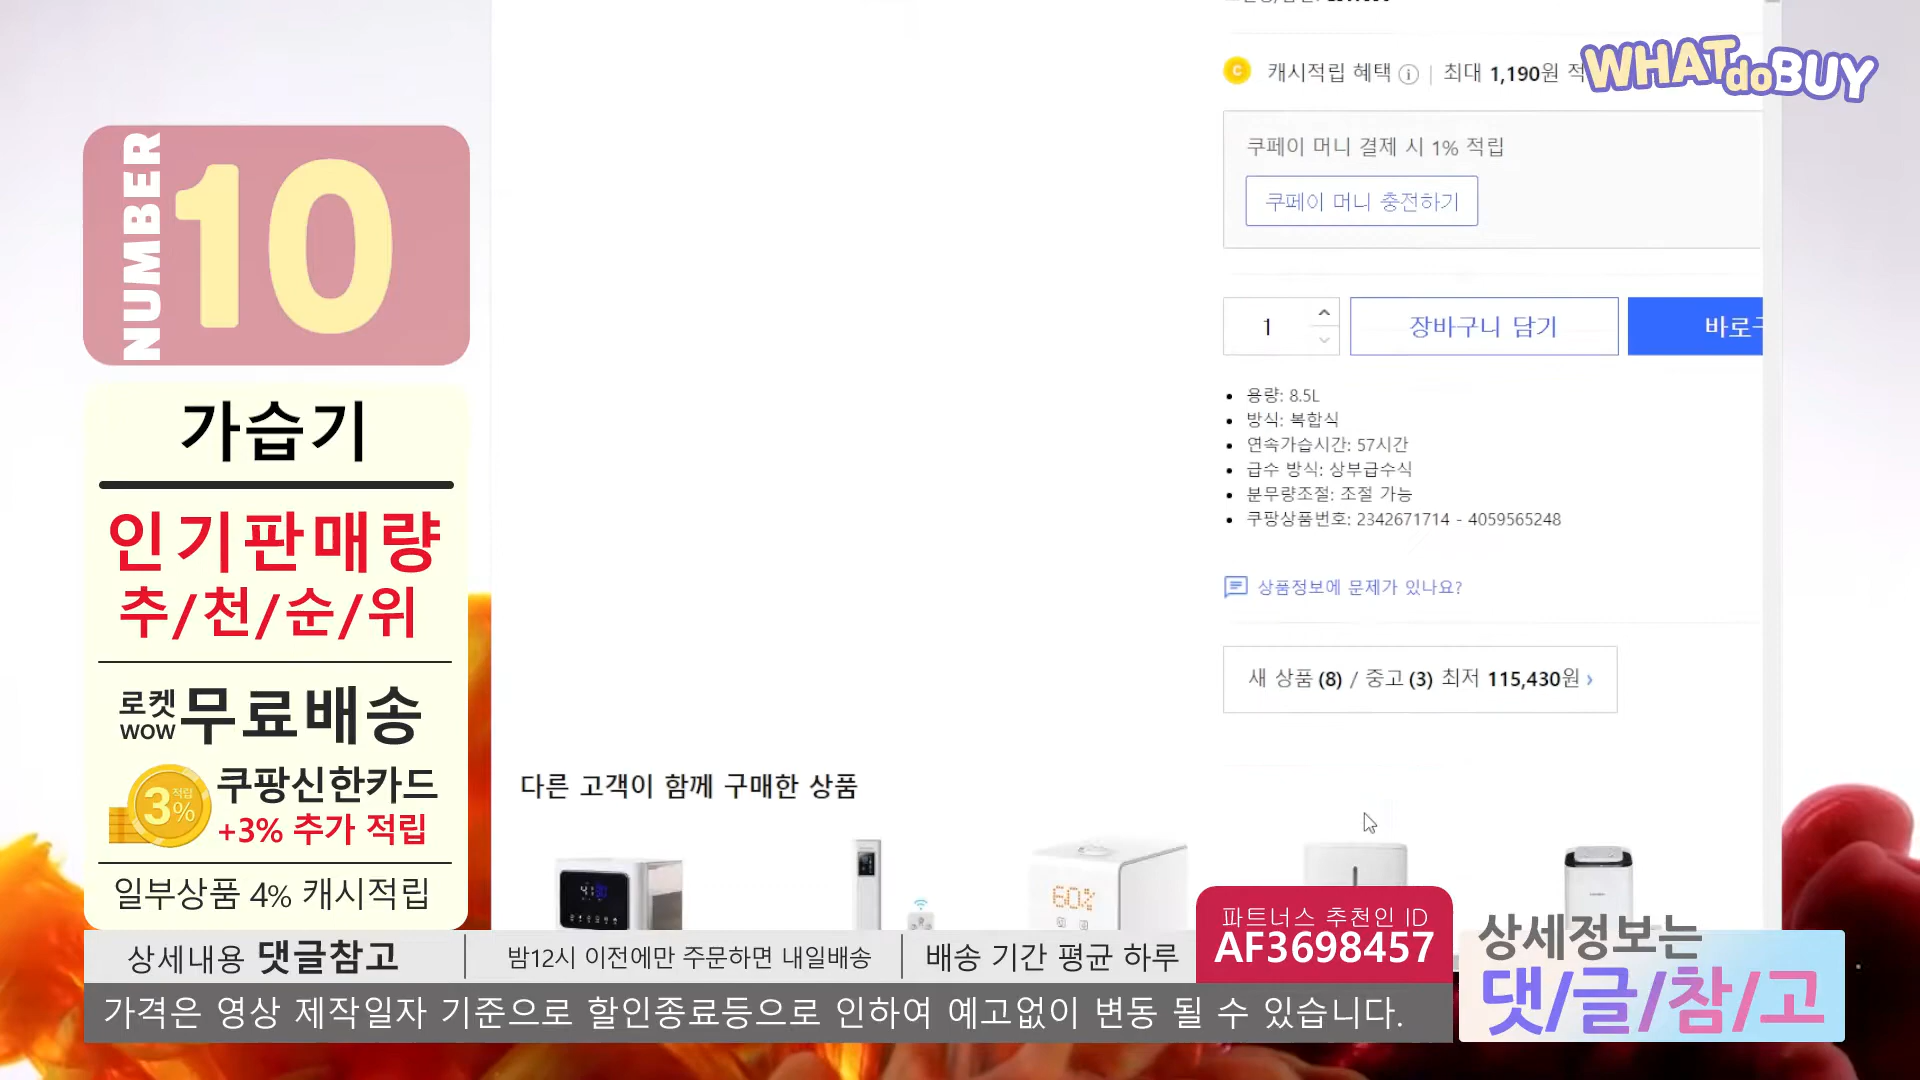 WHATdoBUY
NUMBER
10
가습기
인기판매량
추/천/순/위
로켓
WOW
무료배송
3%
적립
쿠팡신한카드
+3% 추가 적립
일부상품 4% 캐시적립
캐시적립 혜택 | 최대 1,190원 적
쿠페이 머니 결제 시 1% 적립
쿠페이 머니 충전하기
1
장바구니 담기
바로구
용량: 8.5L
방식: 복합식
연속가습시간: 57시간
급수 방식: 상부급수식
분무량조절: 조절 가능
쿠팡상품번호: 2342671714 - 4059565248
상품정보에 문제가 있나요?
새 상품 (8) / 중고 (3) 최저 115,430원 ›
다른 고객이 함께 구매한 상품
60%
상세내용 댓글참고
밤12시 이전에만 주문하면 내일배송
배송 기간 평균 하루
파트너스 추천인 ID
AF3698457
상세정보는
댓/글/참/고
가격은 영상 제작일자 기준으로 할인종료등으로 인하여 예고없이 변동 될 수 있습니다.